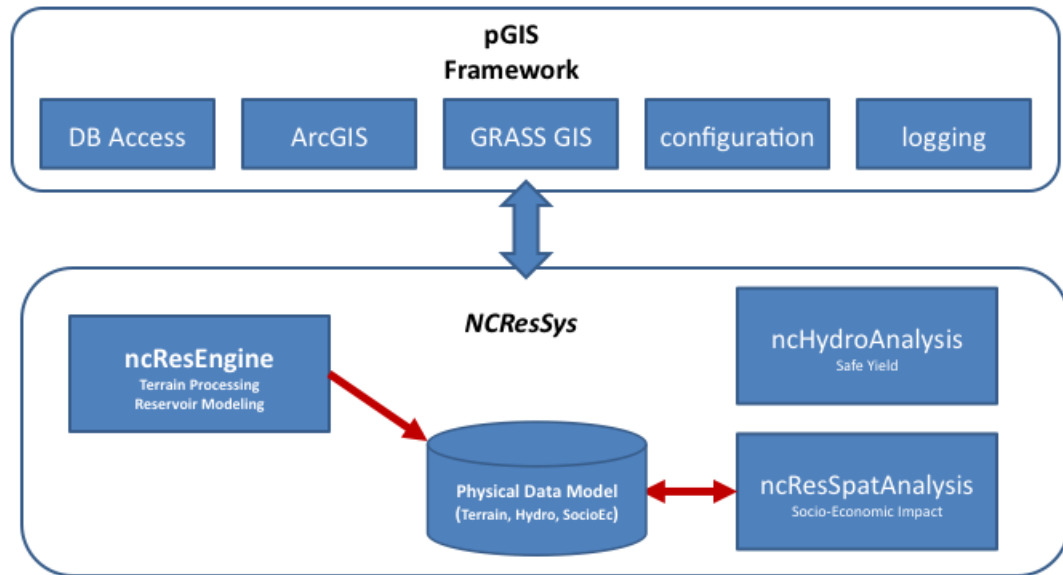 pGIS
Framework
DB Access
ArcGIS
GRASS GIS
configuration
logging
NCResSys
ncResEngine
Terrain Processing
Reservoir Modeling
ncHydroAnalysis
Safe Yield
Physical Data Model
(Terrain, Hydro, SocioEc)
ncResSpatAnalysis
Socio-Economic Impact